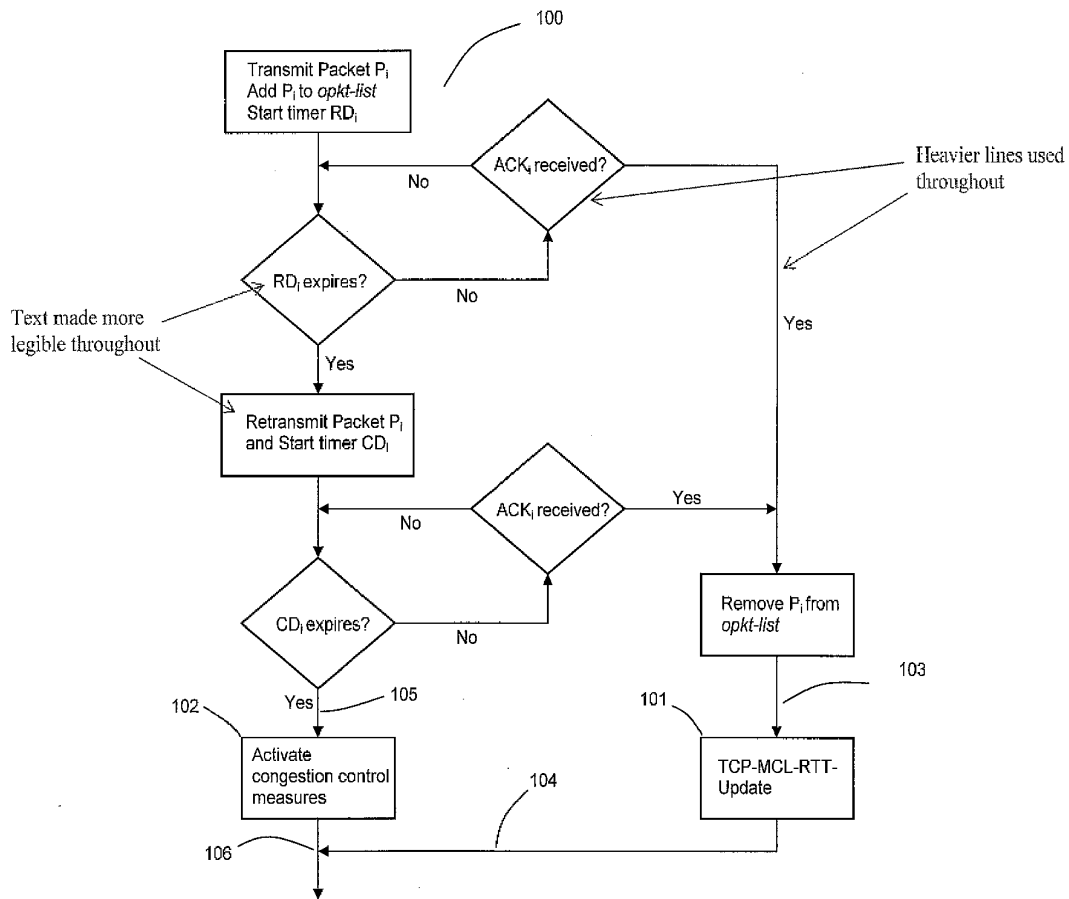 100
Transmit Packet Pi
Add Pi to opkt-list
Start timer RDi
ACKi received?
No
Heavier lines used
throughout
RDi expires?
No
Text made more
legible throughout
Yes
Yes
Retransmit Packet Pi
and Start timer CDi
ACKi received?
Yes
No
CDi expires?
No
Remove Pi from
opkt-list
103
Yes
105
102
101
Activate
congestion control
measures
TCP-MCL-RTT-
Update
104
106